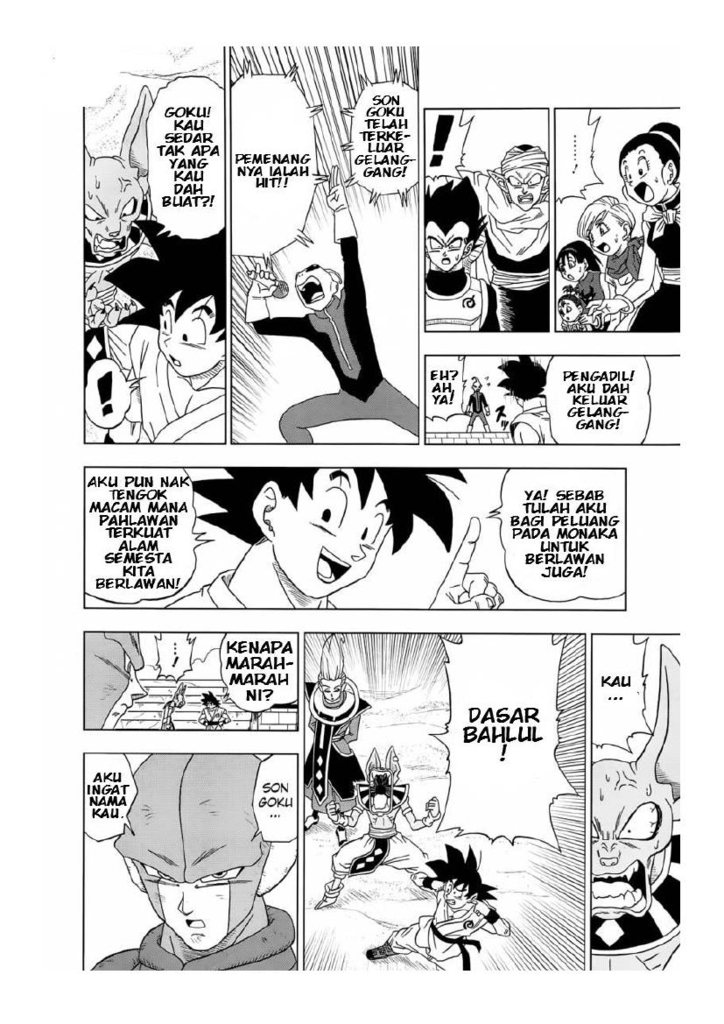 ......
!
PENGADIL!
AKU DAH
KELUAR
GELANG-
GANG!
EH?
AH,
YA!
SON
GOKU
TELAH
TERKE-
LUAR
GELANG-
GANG!
PEMENANG
NYA IALAH
HIT!!
GOKU!
KAU
SEDAR
TAK APA
YANG
KAU
DAH
BUAT?!
!
YA! SEBAB
TULAH AKU
BAGI PELUANG
PADA MONAKA
UNTUK
BERLAWAN
JUGA!
AKU PUN NAK
TENGOK
MACAM MANA
PAHLAWAN
TERKUAT
ALAM
SEMESTA
KITA
BERLAWAN!
KAU
...
DASAR
BAHLUL
!
KENAPA
MARAH-
MARAH
NI?
......!
SON
GOKU
...
AKU
INGAT
NAMA
KAU.